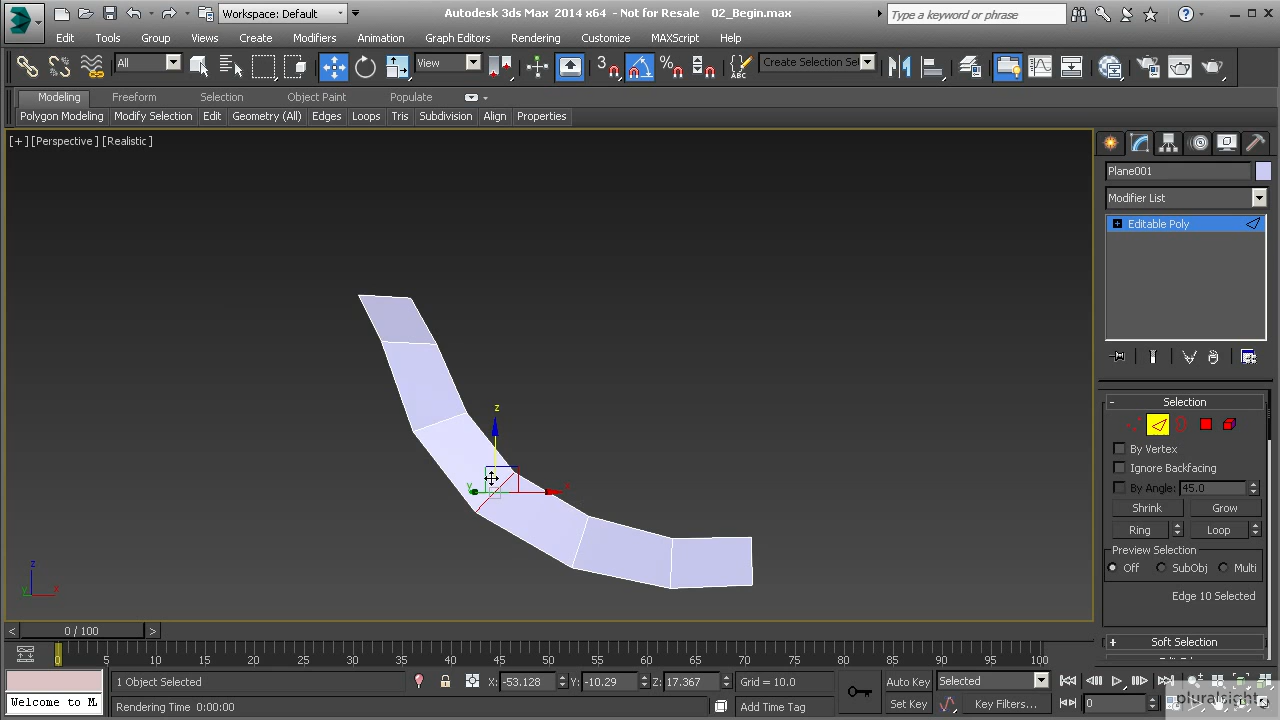 Autodesk 3ds Max 2014 x64 - Not for Resale 02_Begin.max
Workspace: Default
Type a keyword or phrase
Edit Tools Group Views Create Modifiers Animation Graph Editors Rendering Customize MAXScript Help
All View Create Selection Se
Modeling Freeform Selection Object Paint Populate
Polygon Modeling Modify Selection Edit Geometry (All) Edges Loops Tris Subdivision Align Properties
[+] [Perspective] [Realistic]
Plane001
Modifier List
Editable Poly
z
y
x
Selection
By Vertex
Ignore Backfacing
By Angle: 45.0
Shrink Grow
Ring Loop
Preview Selection
Off SubObj Multi
Edge 10 Selected
Soft Selection
z
y x
< 0 / 100 >
0 5 10 15 20 25 30 35 40 45 50 55 60 65 70 75 80 85 90 95 100
1 Object Selected X: -53.128 Y: -10.29 Z: 17.367 Grid = 10.0 Auto Key Selected
Welcome to M Rendering Time 0:00:00 Add Time Tag Set Key Key Filters... 0
pluralsight